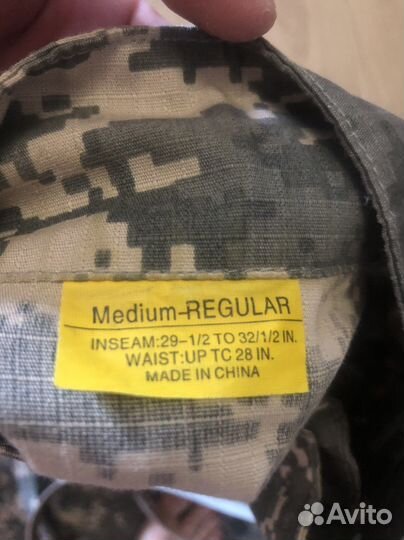 Medium-REGULAR
INSEAM:29-1/2 TO 32/1/2 IN.
WAIST:UP TC 28 IN.
MADE IN CHINA
Avito